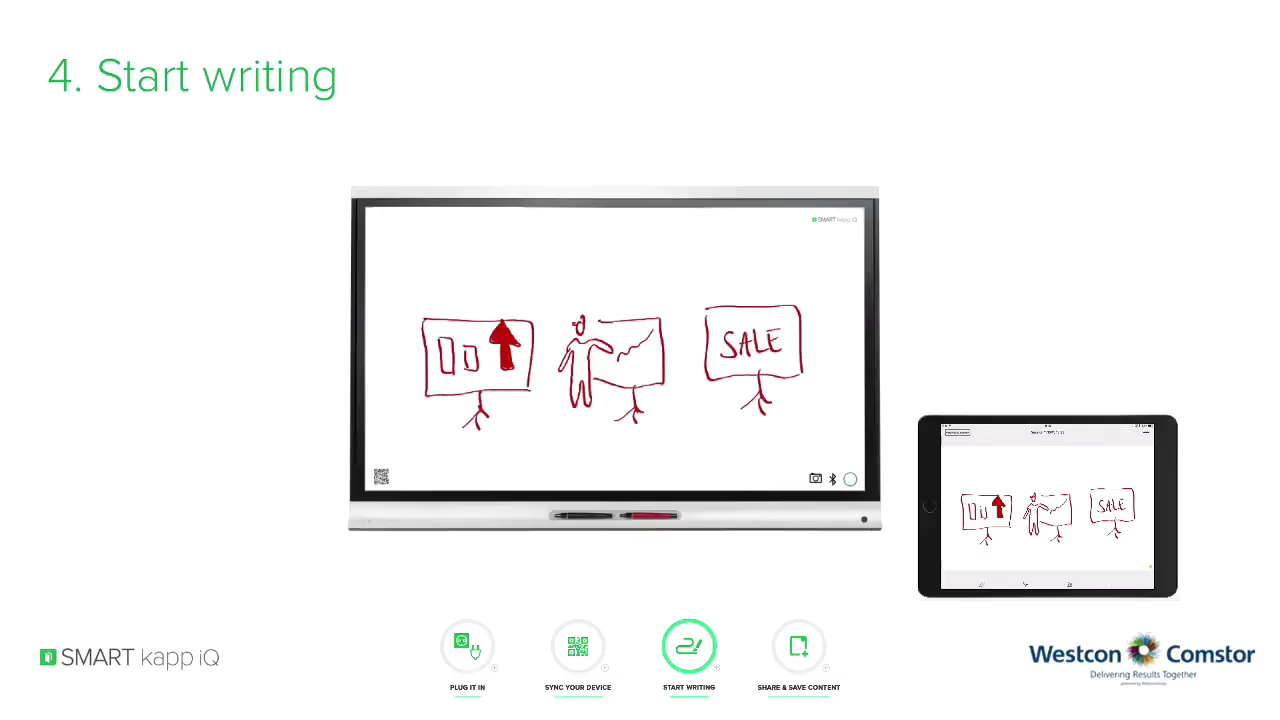 4. Start writing
SMART kapp iQ
SALE
SALE
SMART kapp iQ
PLUG IT IN
SYNC YOUR DEVICE
START WRITING
SHARE & SAVE CONTENT
Westcon Comstor
Delivering Results Together